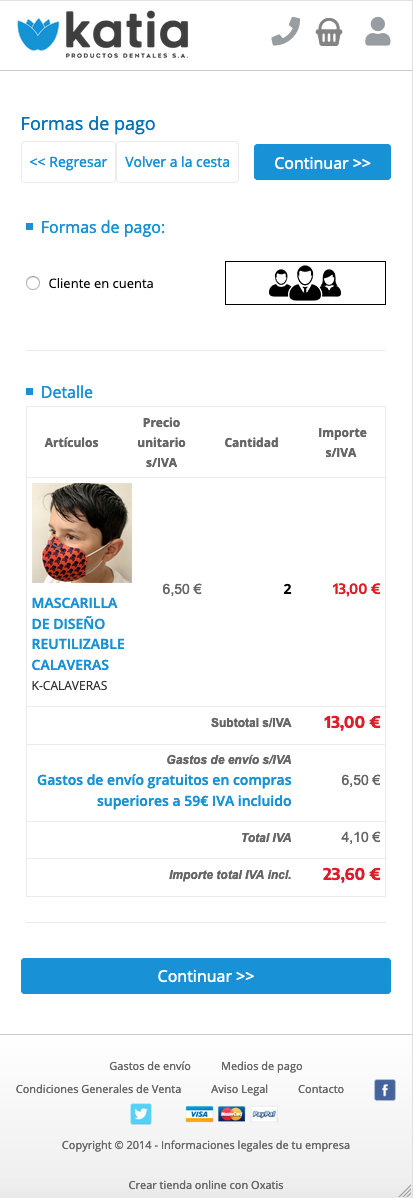 katia
PRODUCTOS DENTALES S.A.
Formas de pago
<< Regresar
Volver a la cesta
Continuar >>
Formas de pago:
Cliente en cuenta
Detalle
Artículos
Precio
unitario
s/IVA
Cantidad
Importe
s/IVA
6,50 €
2
13,00 €
MASCARILLA
DE DISEÑO
REUTILIZABLE
CALAVERAS
K-CALAVERAS
Subtotal s/IVA
13,00 €
Gastos de envío s/IVA
Gastos de envío gratuitos en compras
superiores a 59€ IVA incluido
6,50 €
Total IVA
4,10 €
Importe total IVA incl.
23,60 €
Continuar >>
Gastos de envío
Medios de pago
Condiciones Generales de Venta
Aviso Legal
Contacto
f
VISA
MasterCard
PayPal
Copyright © 2014 - Informaciones legales de tu empresa
Crear tienda online con Oxatis